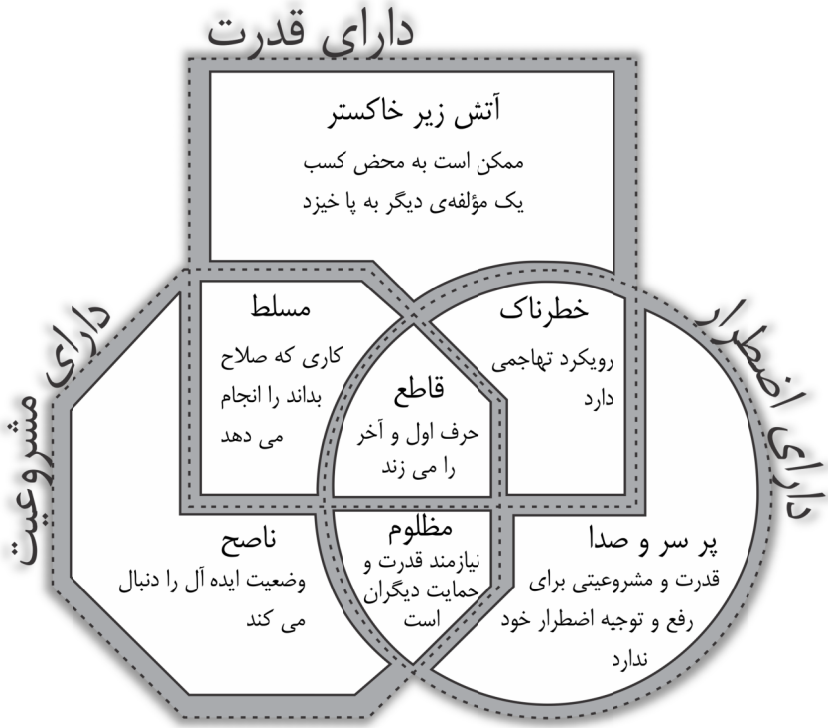 دارای قدرت
آتش زیر خاکستر
ممکن است به محض کسب
یک مؤلفه‌ی دیگر به پا خیزد
دارای مشروعیت
دارای اضطرار
خطرناک
رویکرد تهاجمی
دارد
مسلط
کاری که صلاح
بداند را انجام
می دهد
قاطع
حرف اول و آخر
را می زند
مظلوم
نیازمند قدرت و
حمایت دیگران
است
پر سر و صدا
قدرت و مشروعیتی برای
رفع و توجیه اضطرار خود
ندارد
ناصح
وضعیت ایده آل را دنبال
می کند